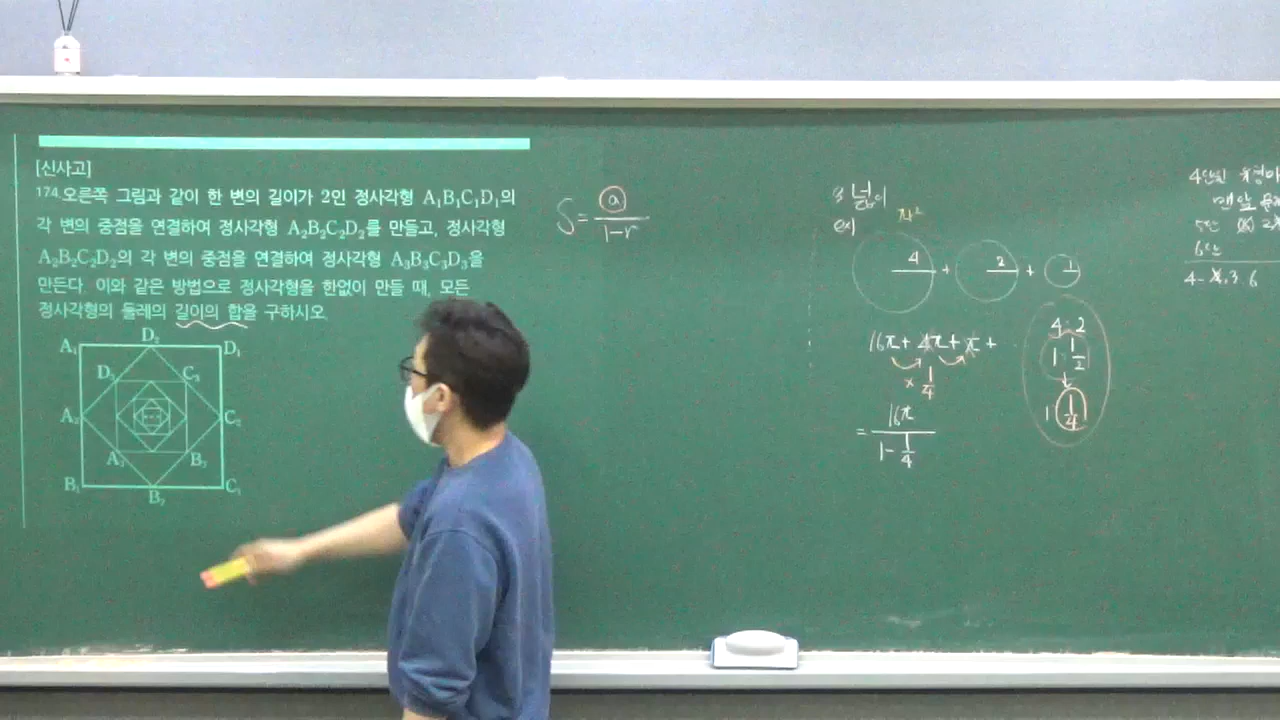 [신사고]
174.오른쪽 그림과 같이 한 변의 길이가 2인 정사각형 A₁B₁C₁D₁의
각 변의 중점을 연결하여 정사각형 A₂B₂C₂D₂를 만들고, 정사각형
A₂B₂C₂D₂의 각 변의 중점을 연결하여 정사각형 A₃B₃C₃D₃을
만든다. 이와 같은 방법으로 정사각형을 한없이 만들 때, 모든
정사각형의 둘레의 길이의 합을 구하시오.
A₁ D₂ D₁
D₃ C₃
A₂ C₂
A₃ B₃
B₁ B₂ C₁
S = a / 1-r
ex)
πr²
4 + 2 + 1
16π + 4π + π + ...
× 1/4
= 16π / 1 - 1/4
4 : 2
1 : 1/2
1 1/4